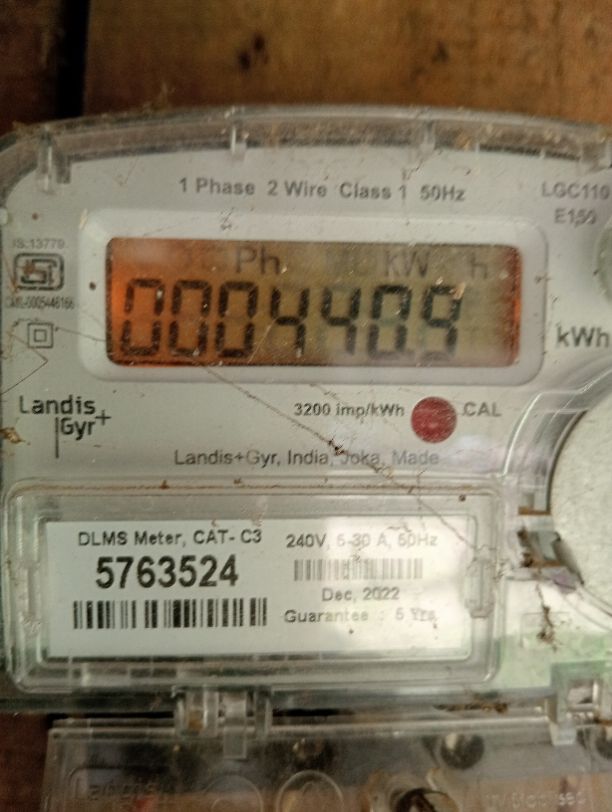 1 Phase 2 Wire Class 1 50Hz
LGC110
E150
IS:13779
CM/L-0005446166
Ph kW h
0004409
kWh
Landis
Gyr+
3200 imp/kWh CAL
Landis+Gyr, India, Joka, Made
DLMS Meter, CAT- C3
5763524
240V, 5-30 A, 50Hz
Dec, 2022
Guarantee : 5 Yrs